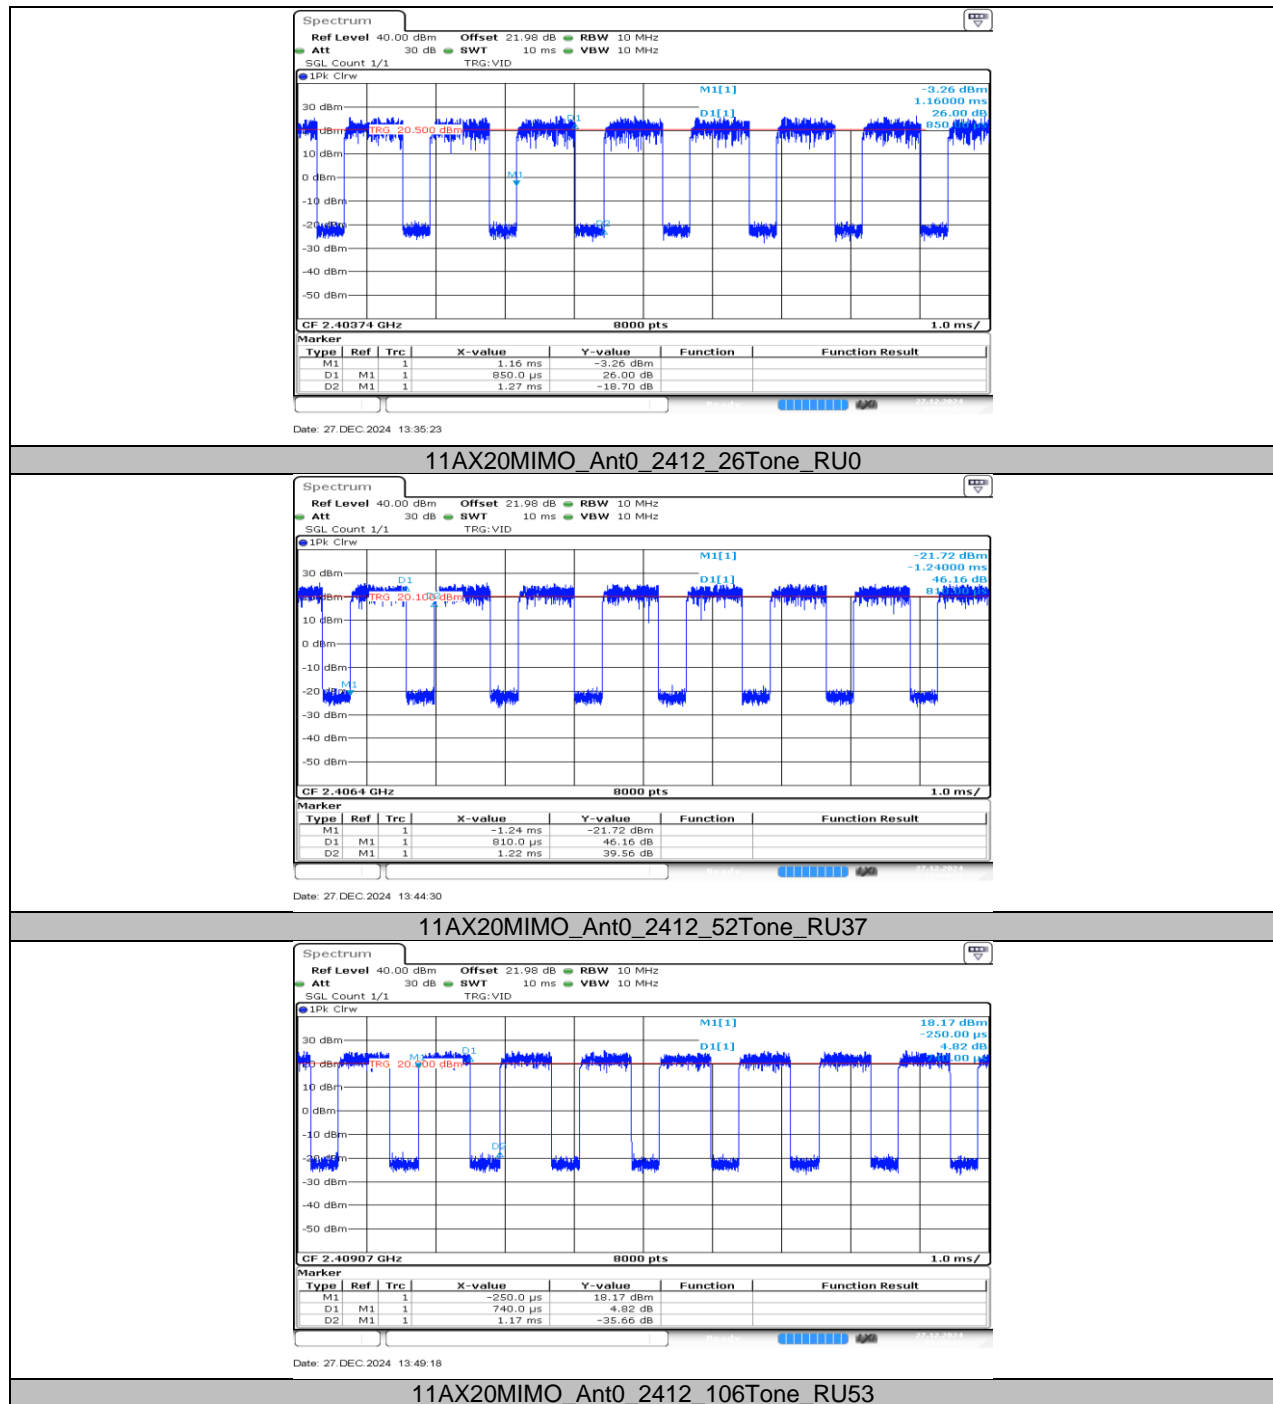 Spectrum
Ref Level 40.00 dBm Offset 21.98 dB RBW 10 MHz
Att 30 dB SWT 10 ms VBW 10 MHz
SGL Count 1/1 TRG:VID
1Pk Clrw
M1[1] -3.26 dBm
1.16000 ms
30 dBm
D1[1] 26.00 dB
D1
TRG 20.500 dBm
10 dBm
0 dBm
M1
-10 dBm
D2
-30 dBm
-40 dBm
-50 dBm
CF 2.40374 GHz 8000 pts 1.0 ms/
Marker
Type Ref Trc X-value Y-value Function Function Result
M1 1 1.16 ms -3.26 dBm
D1 M1 1 850.0 µs 26.00 dB
D2 M1 1 1.27 ms -18.70 dB
Date: 27.DEC.2024 13:35:23
11AX20MIMO_Ant0_2412_26Tone_RU0
Spectrum
Ref Level 40.00 dBm Offset 21.98 dB RBW 10 MHz
Att 30 dB SWT 10 ms VBW 10 MHz
SGL Count 1/1 TRG:VID
1Pk Clrw
M1[1] -21.72 dBm
-1.24000 ms
30 dBm
D1 D1[1] 46.16 dB
TRG 20.100 dBm
10 dBm
0 dBm
-10 dBm
M1
-30 dBm
-40 dBm
-50 dBm
CF 2.4064 GHz 8000 pts 1.0 ms/
Marker
Type Ref Trc X-value Y-value Function Function Result
M1 1 -1.24 ms -21.72 dBm
D1 M1 1 810.0 µs 46.16 dB
D2 M1 1 1.22 ms 39.56 dB
Date: 27.DEC.2024 13:44:30
11AX20MIMO_Ant0_2412_52Tone_RU37
Spectrum
Ref Level 40.00 dBm Offset 21.98 dB RBW 10 MHz
Att 30 dB SWT 10 ms VBW 10 MHz
SGL Count 1/1 TRG:VID
1Pk Clrw
M1[1] 18.17 dBm
-250.00 µs
30 dBm
D1 D1[1] 4.82 dB
M1
TRG dBm
10 dBm
0 dBm
-10 dBm
D2
-30 dBm
-40 dBm
-50 dBm
CF 2.40907 GHz 8000 pts 1.0 ms/
Marker
Type Ref Trc X-value Y-value Function Function Result
M1 1 -250.0 µs 18.17 dBm
D1 M1 1 740.0 µs 4.82 dB
D2 M1 1 1.17 ms -35.66 dB
Date: 27.DEC.2024 13:49:18
11AX20MIMO_Ant0_2412_106Tone_RU53